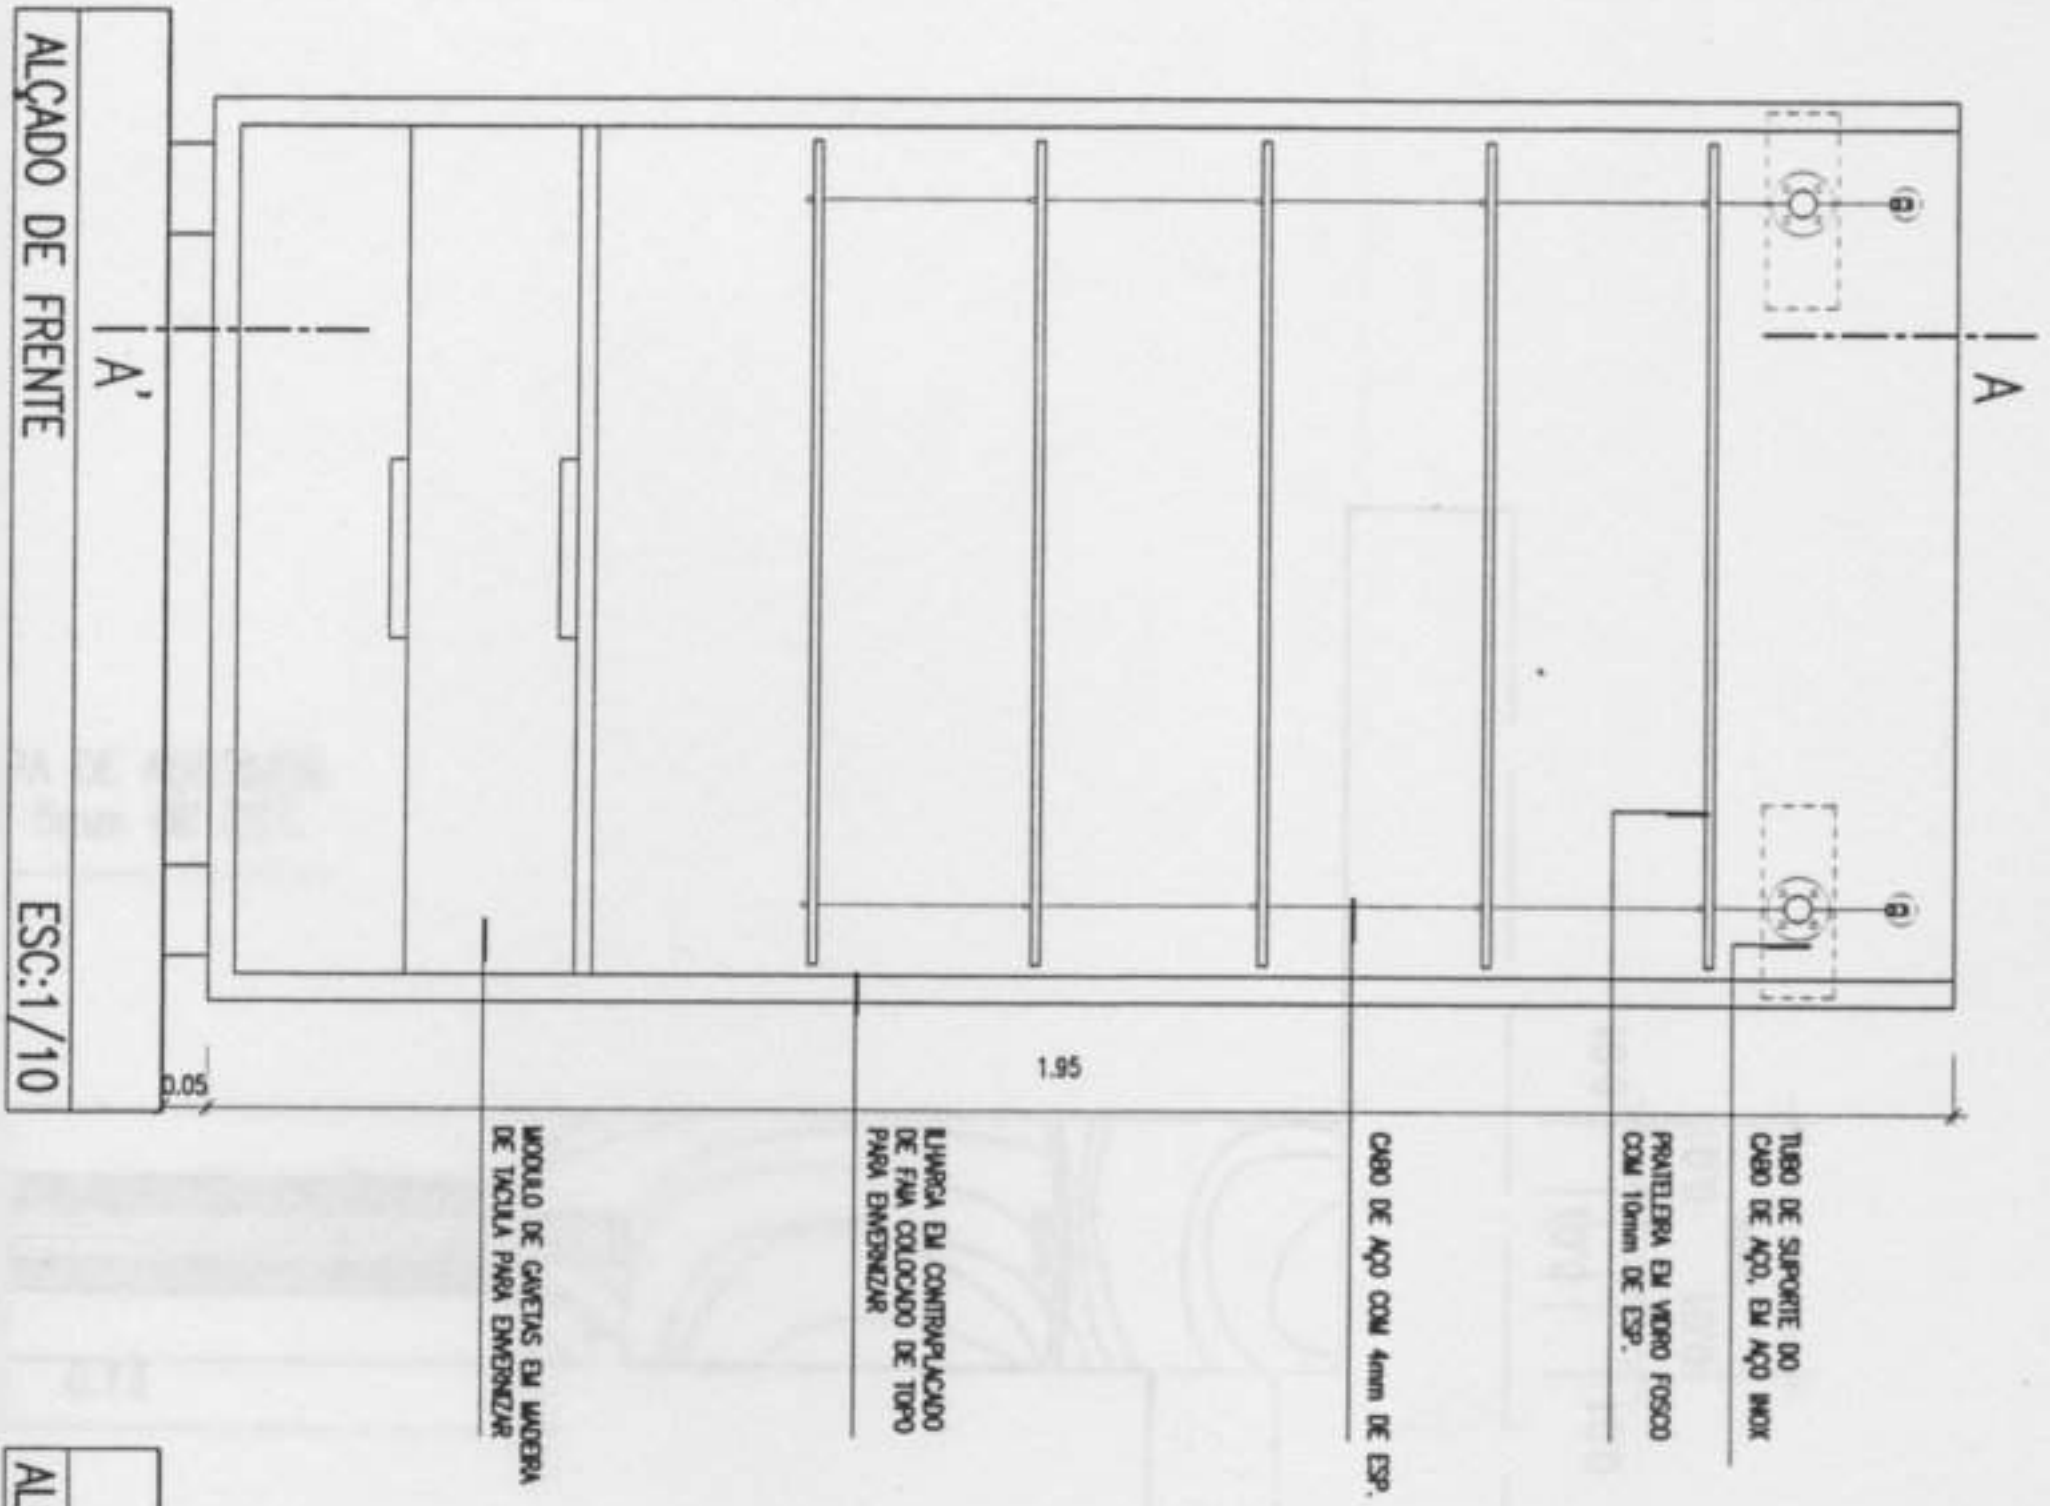 A
TUBO DE SUPORTE DO
CABO DE AÇO, EM AÇO INOX
PRATELEIRA EM VIDRO FOSCO
COM 10mm DE ESP.
CABO DE AÇO COM 4mm DE ESP.
1.95
ILHARGA EM CONTRAPLACADO
DE FAIA COLOCADO DE TOPO
PARA ENVERNIZAR
MODULO DE GAVETAS EM MADEIRA
DE TACULA PARA ENVERNIZAR
0.05
A'
ALÇADO DE FRENTE ESC:1/10
AL